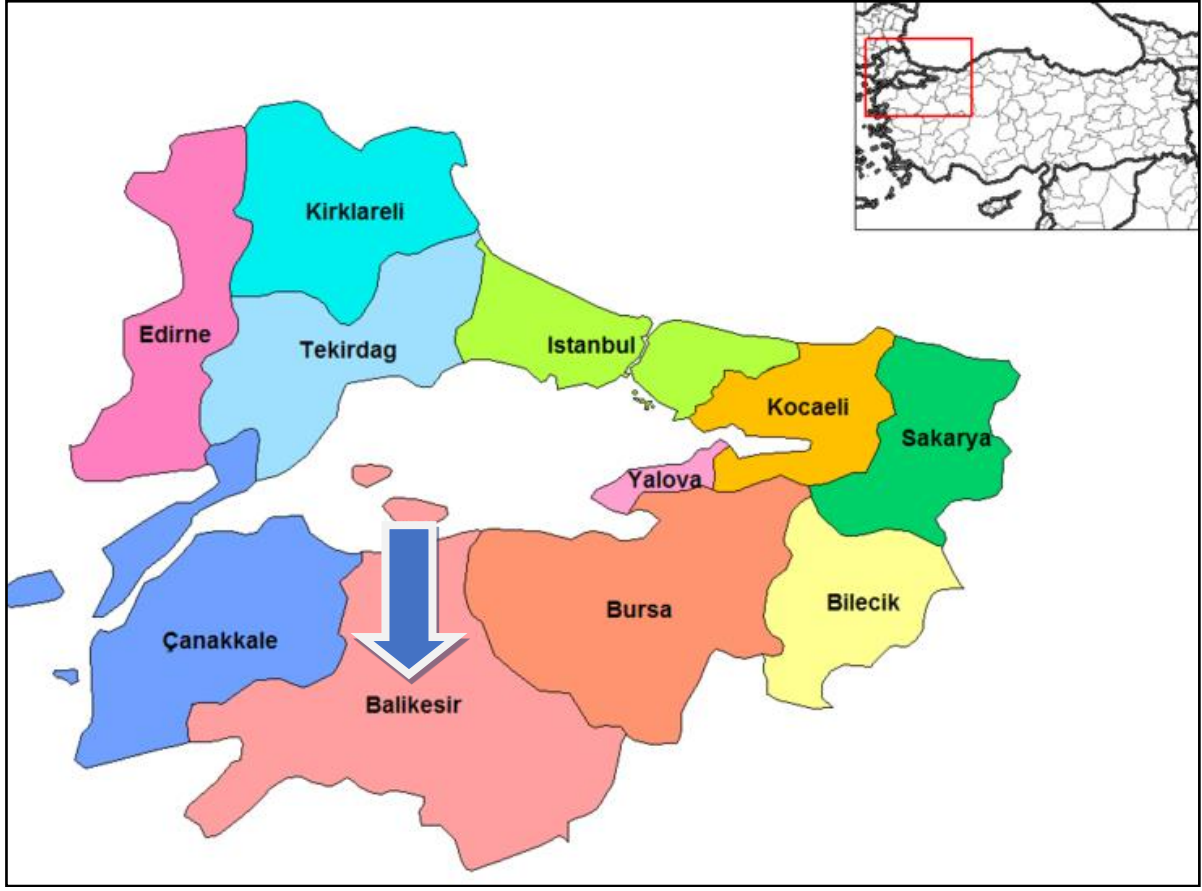 Kirklareli
Edirne
Tekirdag
Istanbul
Kocaeli
Sakarya
Yalova
Bursa
Bilecik
Çanakkale
Balikesir